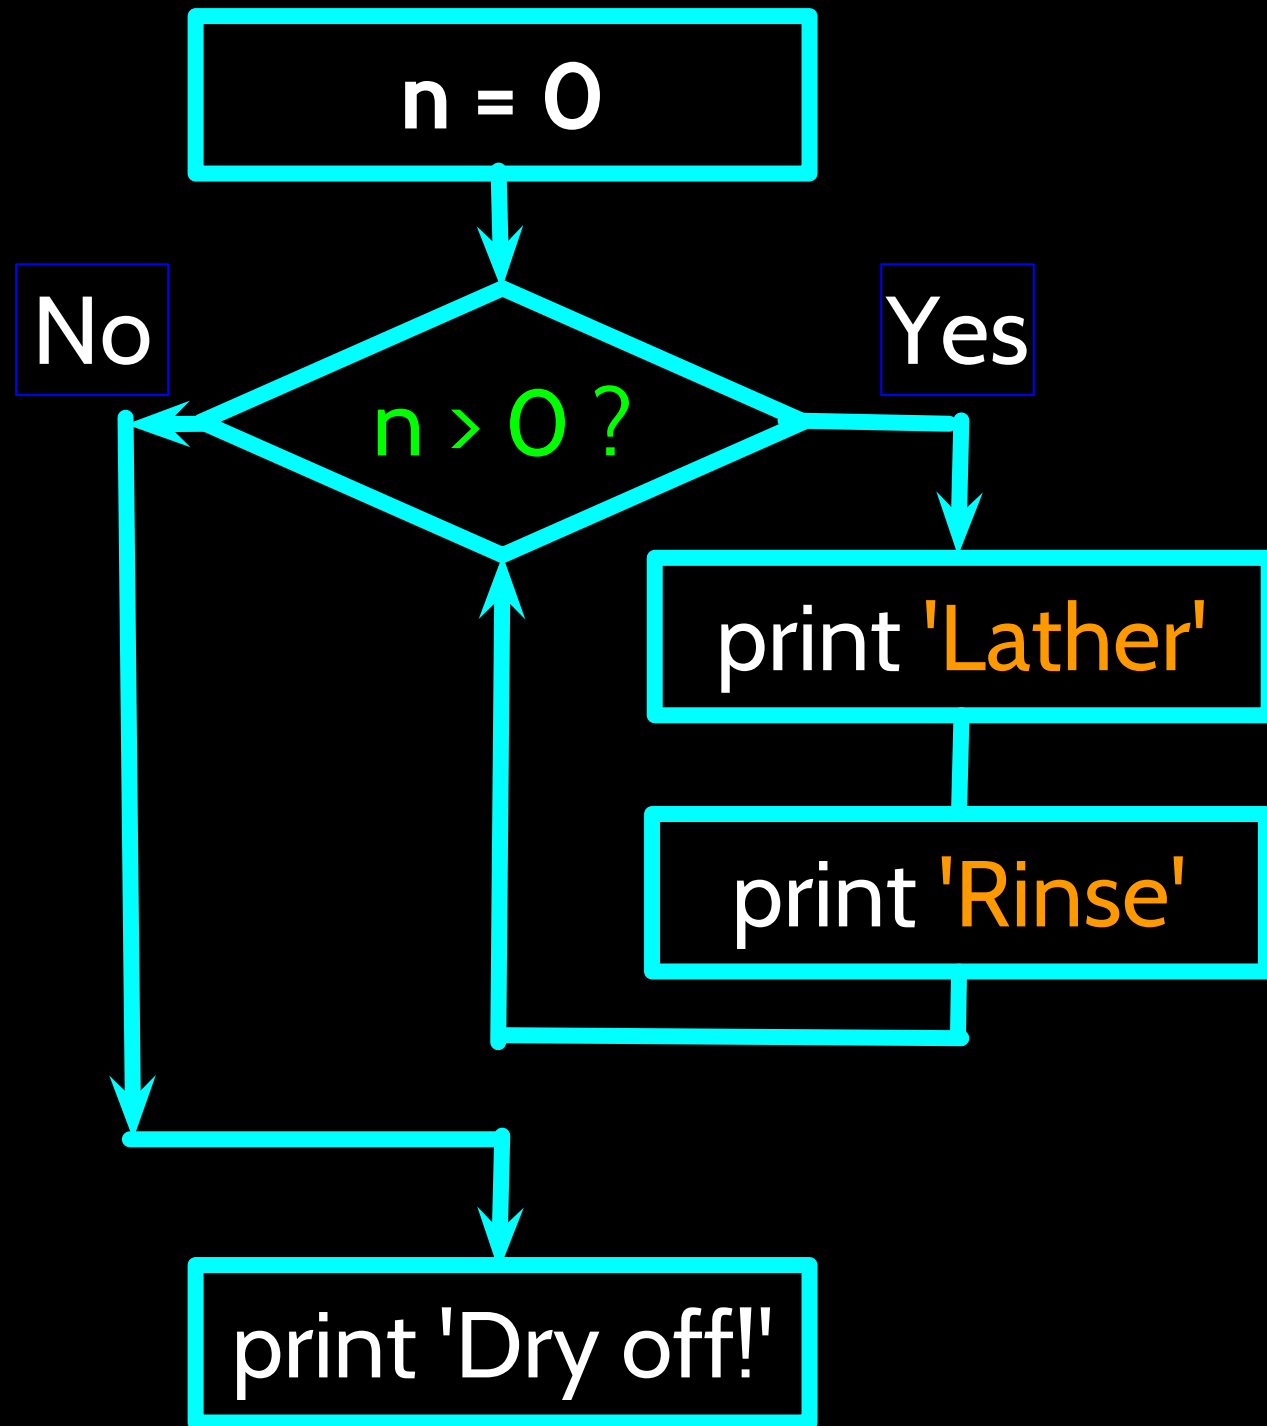 n = 0
No
Yes
n > 0 ?
print 'Lather'
print 'Rinse'
print 'Dry off!'